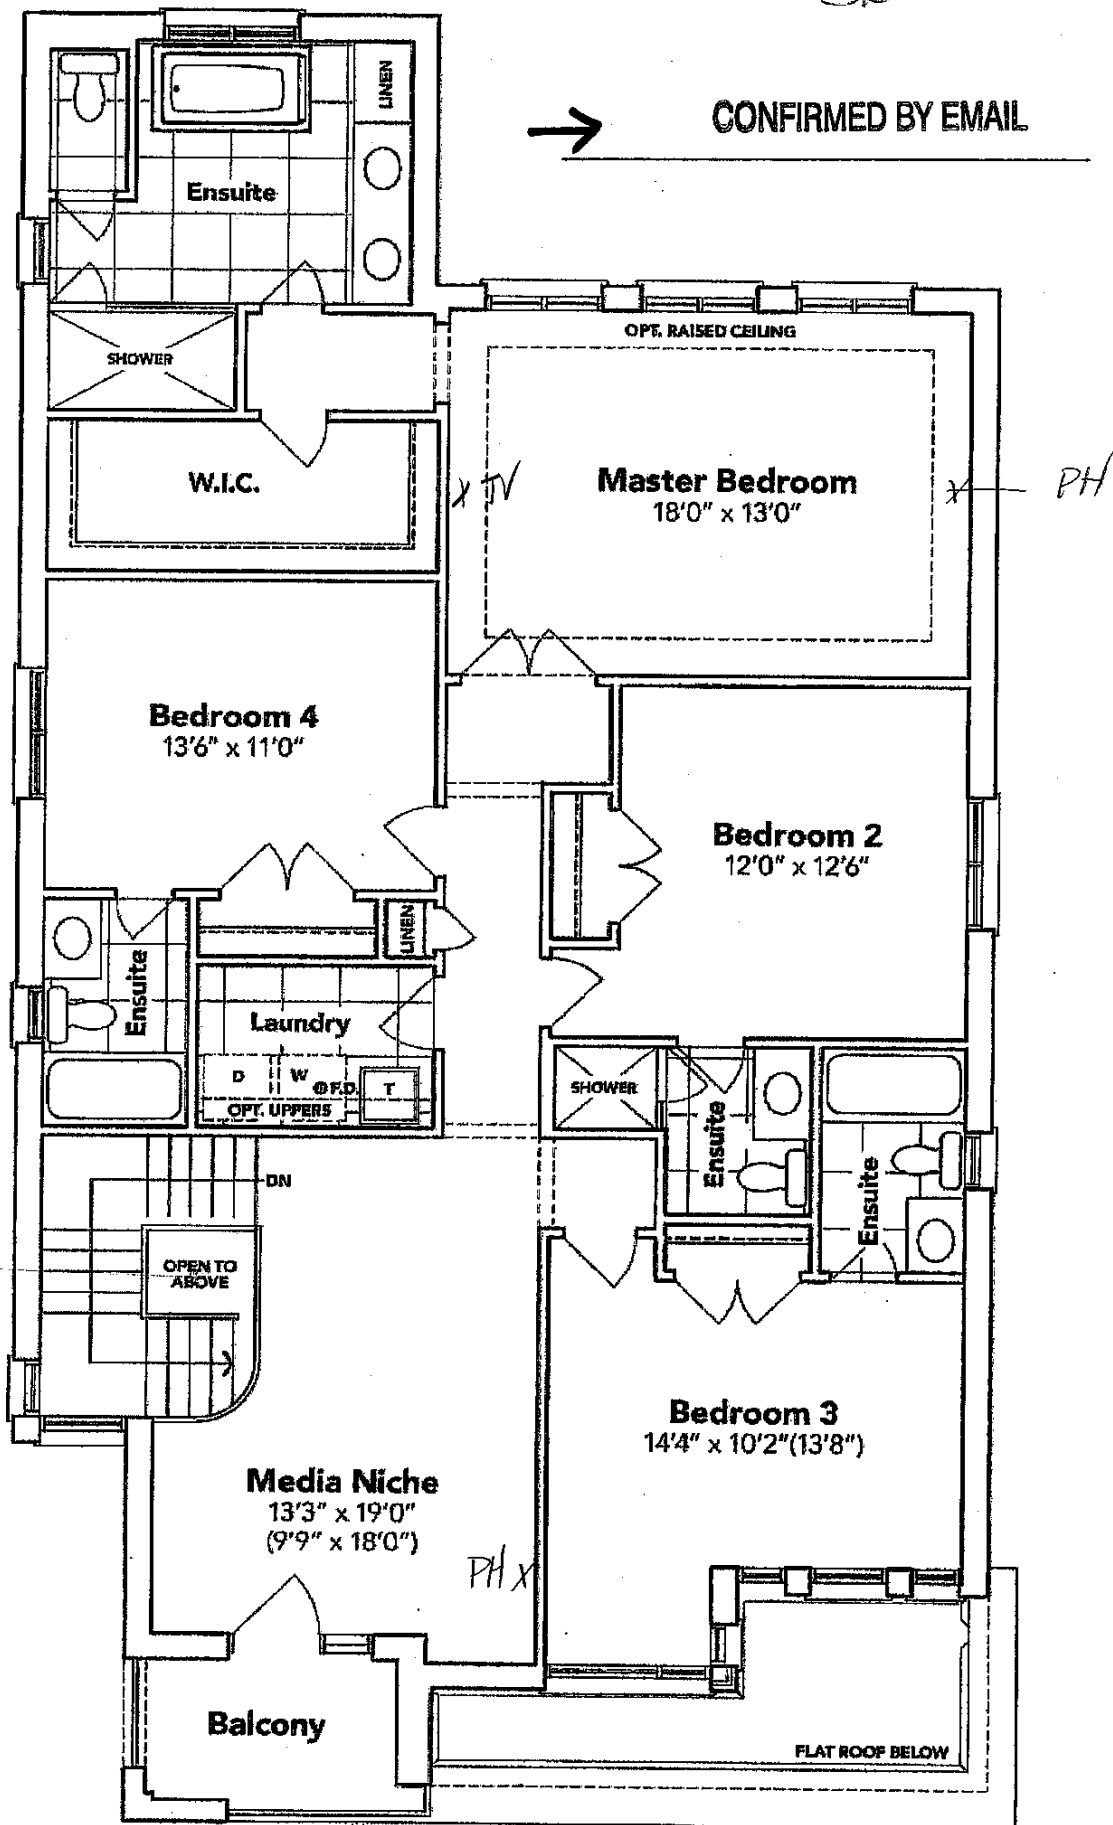 CONFIRMED BY EMAIL
LINEN
Ensuite
OPT. RAISED CEILING
SHOWER
W.I.C.
x TV
Master Bedroom
18'0" x 13'0"
x
PH
Bedroom 4
13'6" x 11'0"
Bedroom 2
12'0" x 12'6"
LINEN
Ensuite
Laundry
D
W
F.D.
T
OPT. UPPERS
SHOWER
Ensuite
Ensuite
DN
OPEN TO
ABOVE
Bedroom 3
14'4" x 10'2"(13'8")
Media Niche
13'3" x 19'0"
(9'9" x 18'0")
PH x
Balcony
FLAT ROOF BELOW